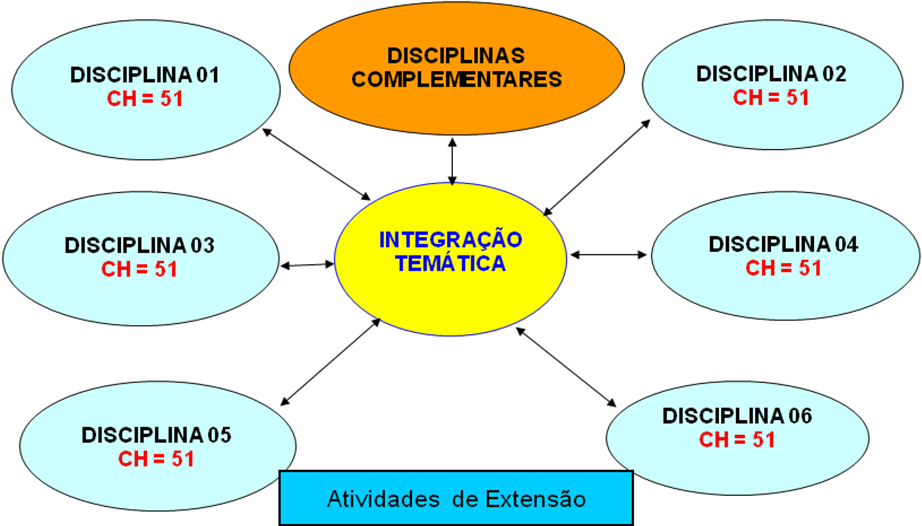 DISCIPLINA 01
CH = 51
DISCIPLINAS
COMPLEMENTARES
DISCIPLINA 02
CH = 51
DISCIPLINA 03
CH = 51
INTEGRAÇÃO
TEMÁTICA
DISCIPLINA 04
CH = 51
DISCIPLINA 05
CH = 51
DISCIPLINA 06
CH = 51
Atividades de Extensão